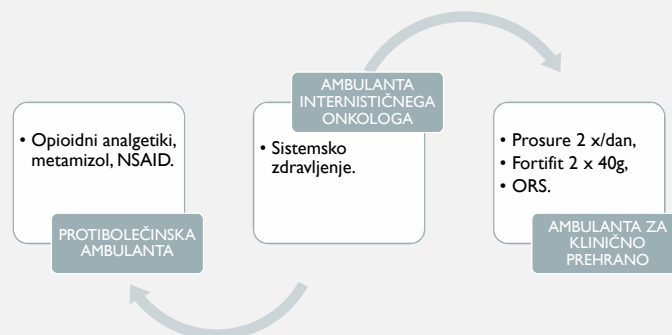 • Opioidni analgetiki,
metamizol, NSAID.
PROTIBOLEČINSKA
AMBULANTA
AMBULANTA
INTERNISTIČNEGA
ONKOLOGA
• Sistemsko
zdravljenje.
• Prosure 2 x/dan,
• Fortifit 2 x 40g,
• ORS.
AMBULANTA ZA
KLINIČNO
PREHRANO